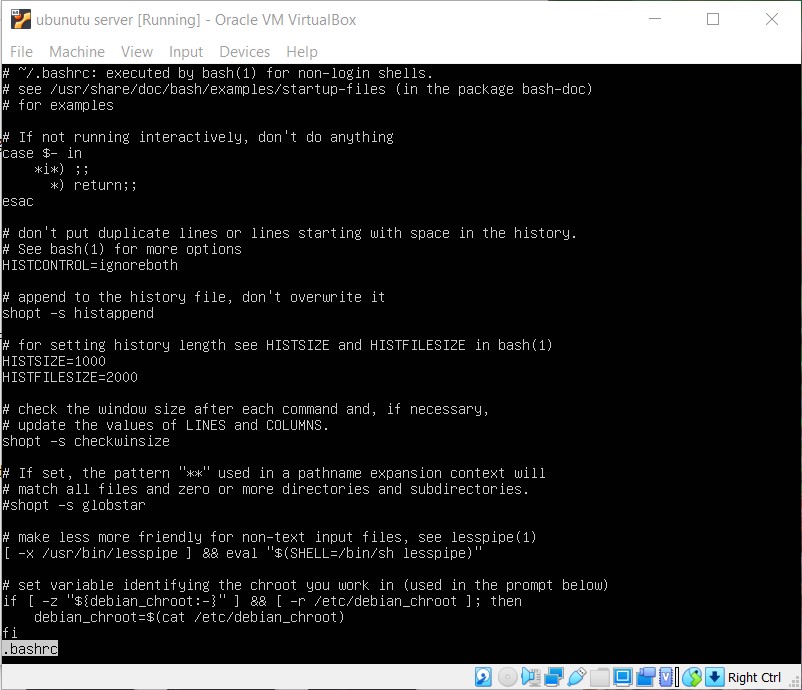 ubunutu server [Running] - Oracle VM VirtualBox
File Machine View Input Devices Help
# ~/.bashrc: executed by bash(1) for non-login shells.
# see /usr/share/doc/bash/examples/startup-files (in the package bash-doc)
# for examples
# If not running interactively, don't do anything
case $- in
    *i*) ;;
      *) return;;
esac
# don't put duplicate lines or lines starting with space in the history.
# See bash(1) for more options
HISTCONTROL=ignoreboth
# append to the history file, don't overwrite it
shopt -s histappend
# for setting history length see HISTSIZE and HISTFILESIZE in bash(1)
HISTSIZE=1000
HISTFILESIZE=2000
# check the window size after each command and, if necessary,
# update the values of LINES and COLUMNS.
shopt -s checkwinsize
# If set, the pattern "**" used in a pathname expansion context will
# match all files and zero or more directories and subdirectories.
#shopt -s globstar
# make less more friendly for non-text input files, see lesspipe(1)
[ -x /usr/bin/lesspipe ] && eval "$(SHELL=/bin/sh lesspipe)"
# set variable identifying the chroot you work in (used in the prompt below)
if [ -z "${debian_chroot:-}" ] && [ -r /etc/debian_chroot ]; then
    debian_chroot=$(cat /etc/debian_chroot)
fi
.bashrc
Right Ctrl